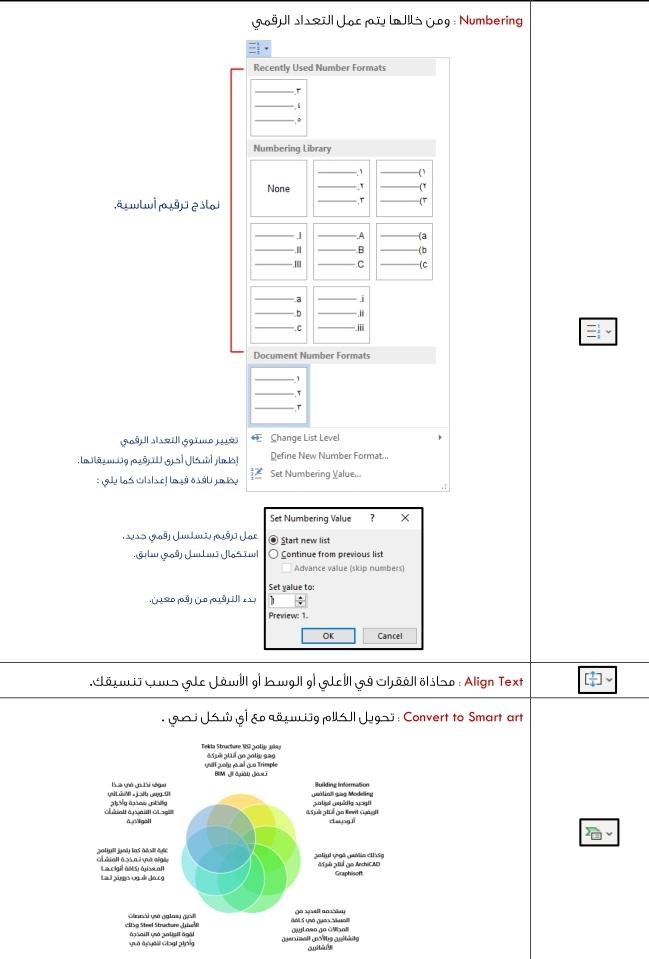 Numbering : ومن خلالها يتم عمل التعداد الرقمي
Recently Used Number Formats
٣.
٤.
٥.
Numbering Library
None
١.
٢.
٣.
(١
(٢
(٣
I.
II.
III.
A.
B.
C.
(a
(b
(c
a.
b.
c.
i.
ii.
iii.
نماذج ترقيم أساسية.
Document Number Formats
١.
٢.
٣.
Change List Level
تغيير مستوي التعداد الرقمي
Define New Number Format...
إظهار أشكال أخرى للترقيم وتنسيقاتها.
Set Numbering Value...
يظهر نافذة فيها إعدادات كما يلي :
Set Numbering Value ? ×
Start new list
عمل ترقيم بتسلسل رقمي جديد.
Continue from previous list
استكمال تسلسل رقمي سابق.
Advance value (skip numbers)
Set value to:
1
بدء الترقيم من رقم معين.
Preview: 1.
OK Cancel
Align Text : محاذاة الفقرات في الأعلي أو الوسط أو الأسفل علي حسب تنسيقك.
Convert to Smart art : تحويل الكلام وتنسيقه مع أي شكل نصي .
يعتبر برنامج تكلا Tekla Structure
وهو برنامج من أنتاج شركة
Trimple من أهم برامج التي
تعمل بتقنية ال BIM
Building Information
Modeling وهو المنافس
الوحيد والشرس لبرنامج
الريفيت Revit من أنتاج شركة
أتوديسك
وكذلك منافس قوي لبرنامج
ArchiCAD من أنتاج شركة
Graphisoft
يستخدمه العديد من
المستخدمين في كافة
المجالات من معماريين
وانشائيين وبالأخص المهندسين
الأنشائيين
الذين يعملون في تخصصات
الأستيل Steel Structure وذلك
لقوة البرنامج في النمذجة
وأخراج لوحات تنفيذية في
غاية الدقة كما يتميز البرنامج
بقوته في نمذجة المنشآت
المعدنية بكافة أنواعها
وعمل شوب دروينج لها
سوف نختص في هذا
الكورس بالجزء الانشائي
والخاص بنمذجة وأخراج
اللوحات التنفيذية للمنشآت
الفولاذية